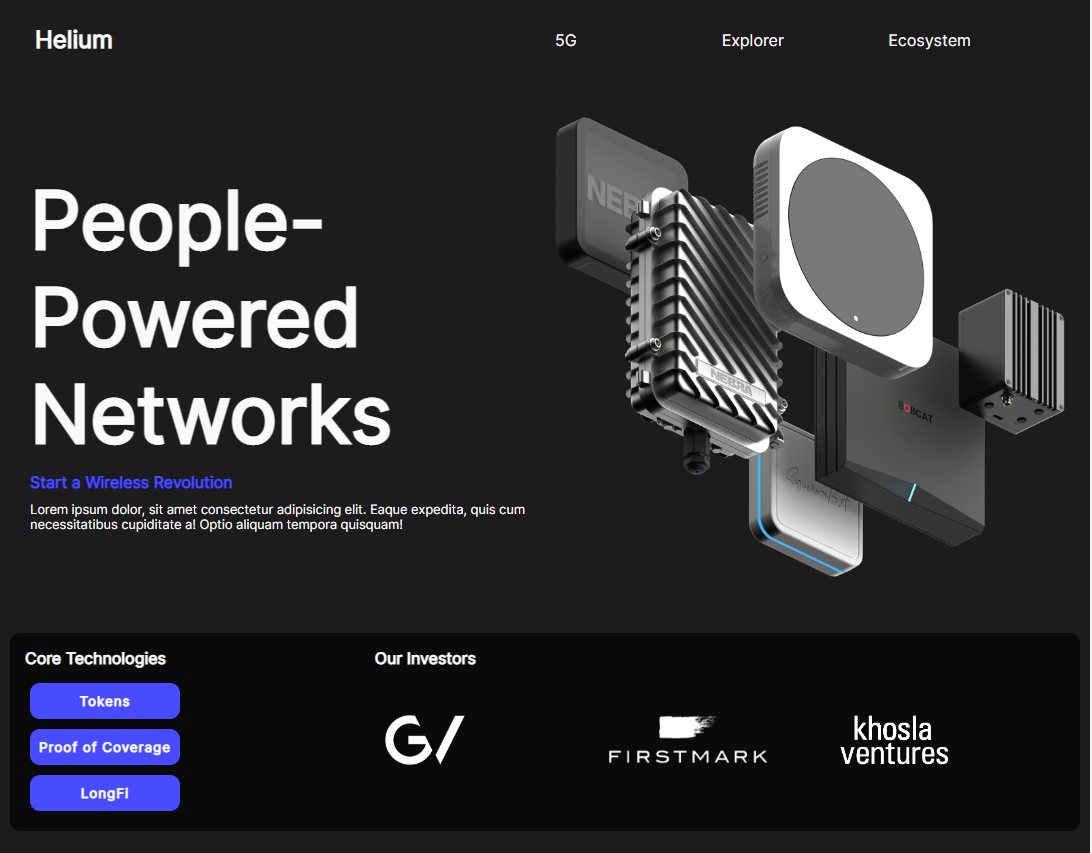 Helium
5G
Explorer
Ecosystem
People-
Powered
Networks
Start a Wireless Revolution
Lorem ipsum dolor, sit amet consectetur adipisicing elit. Eaque expedita, quis cum
necessitatibus cupiditate a! Optio aliquam tempora quisquam!
NEBRA
BOBCAT
Core Technologies
Our Investors
Tokens
Proof of Coverage
LongFi
GV
FIRSTMARK
khosla
ventures